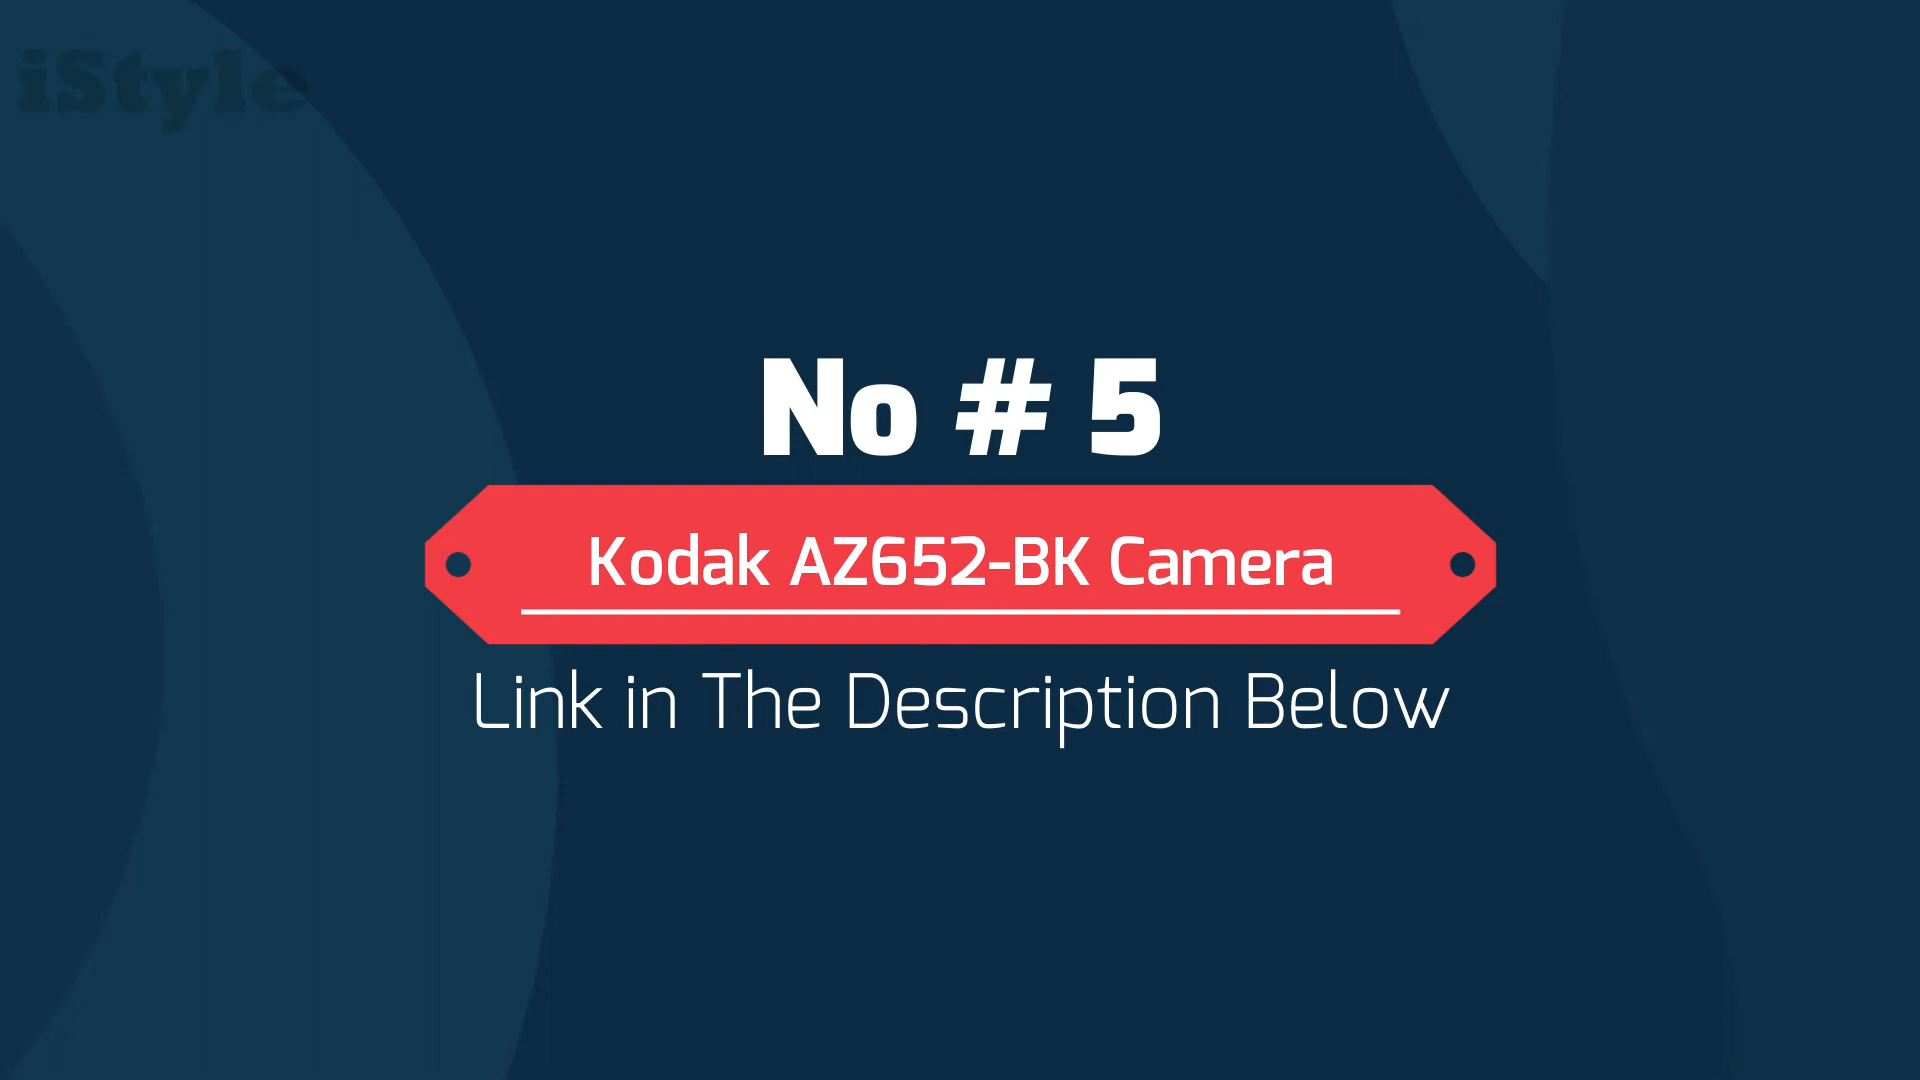 iStyle
No # 5
Kodak AZ652-BK Camera
Link in The Description Below